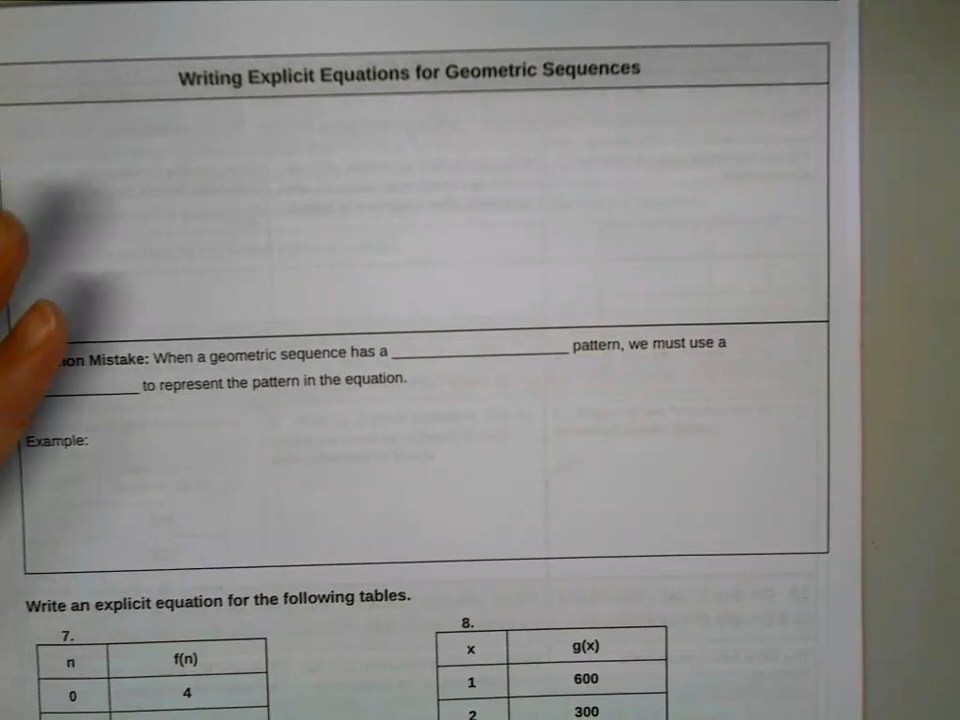 Writing Explicit Equations for Geometric Sequences
Mistake: When a geometric sequence has a ____________________ pattern, we must use a
____________ to represent the pattern in the equation.
Example:
Write an explicit equation for the following tables.
7.
n f(n)
0 4
8.
x g(x)
1 600
2 300